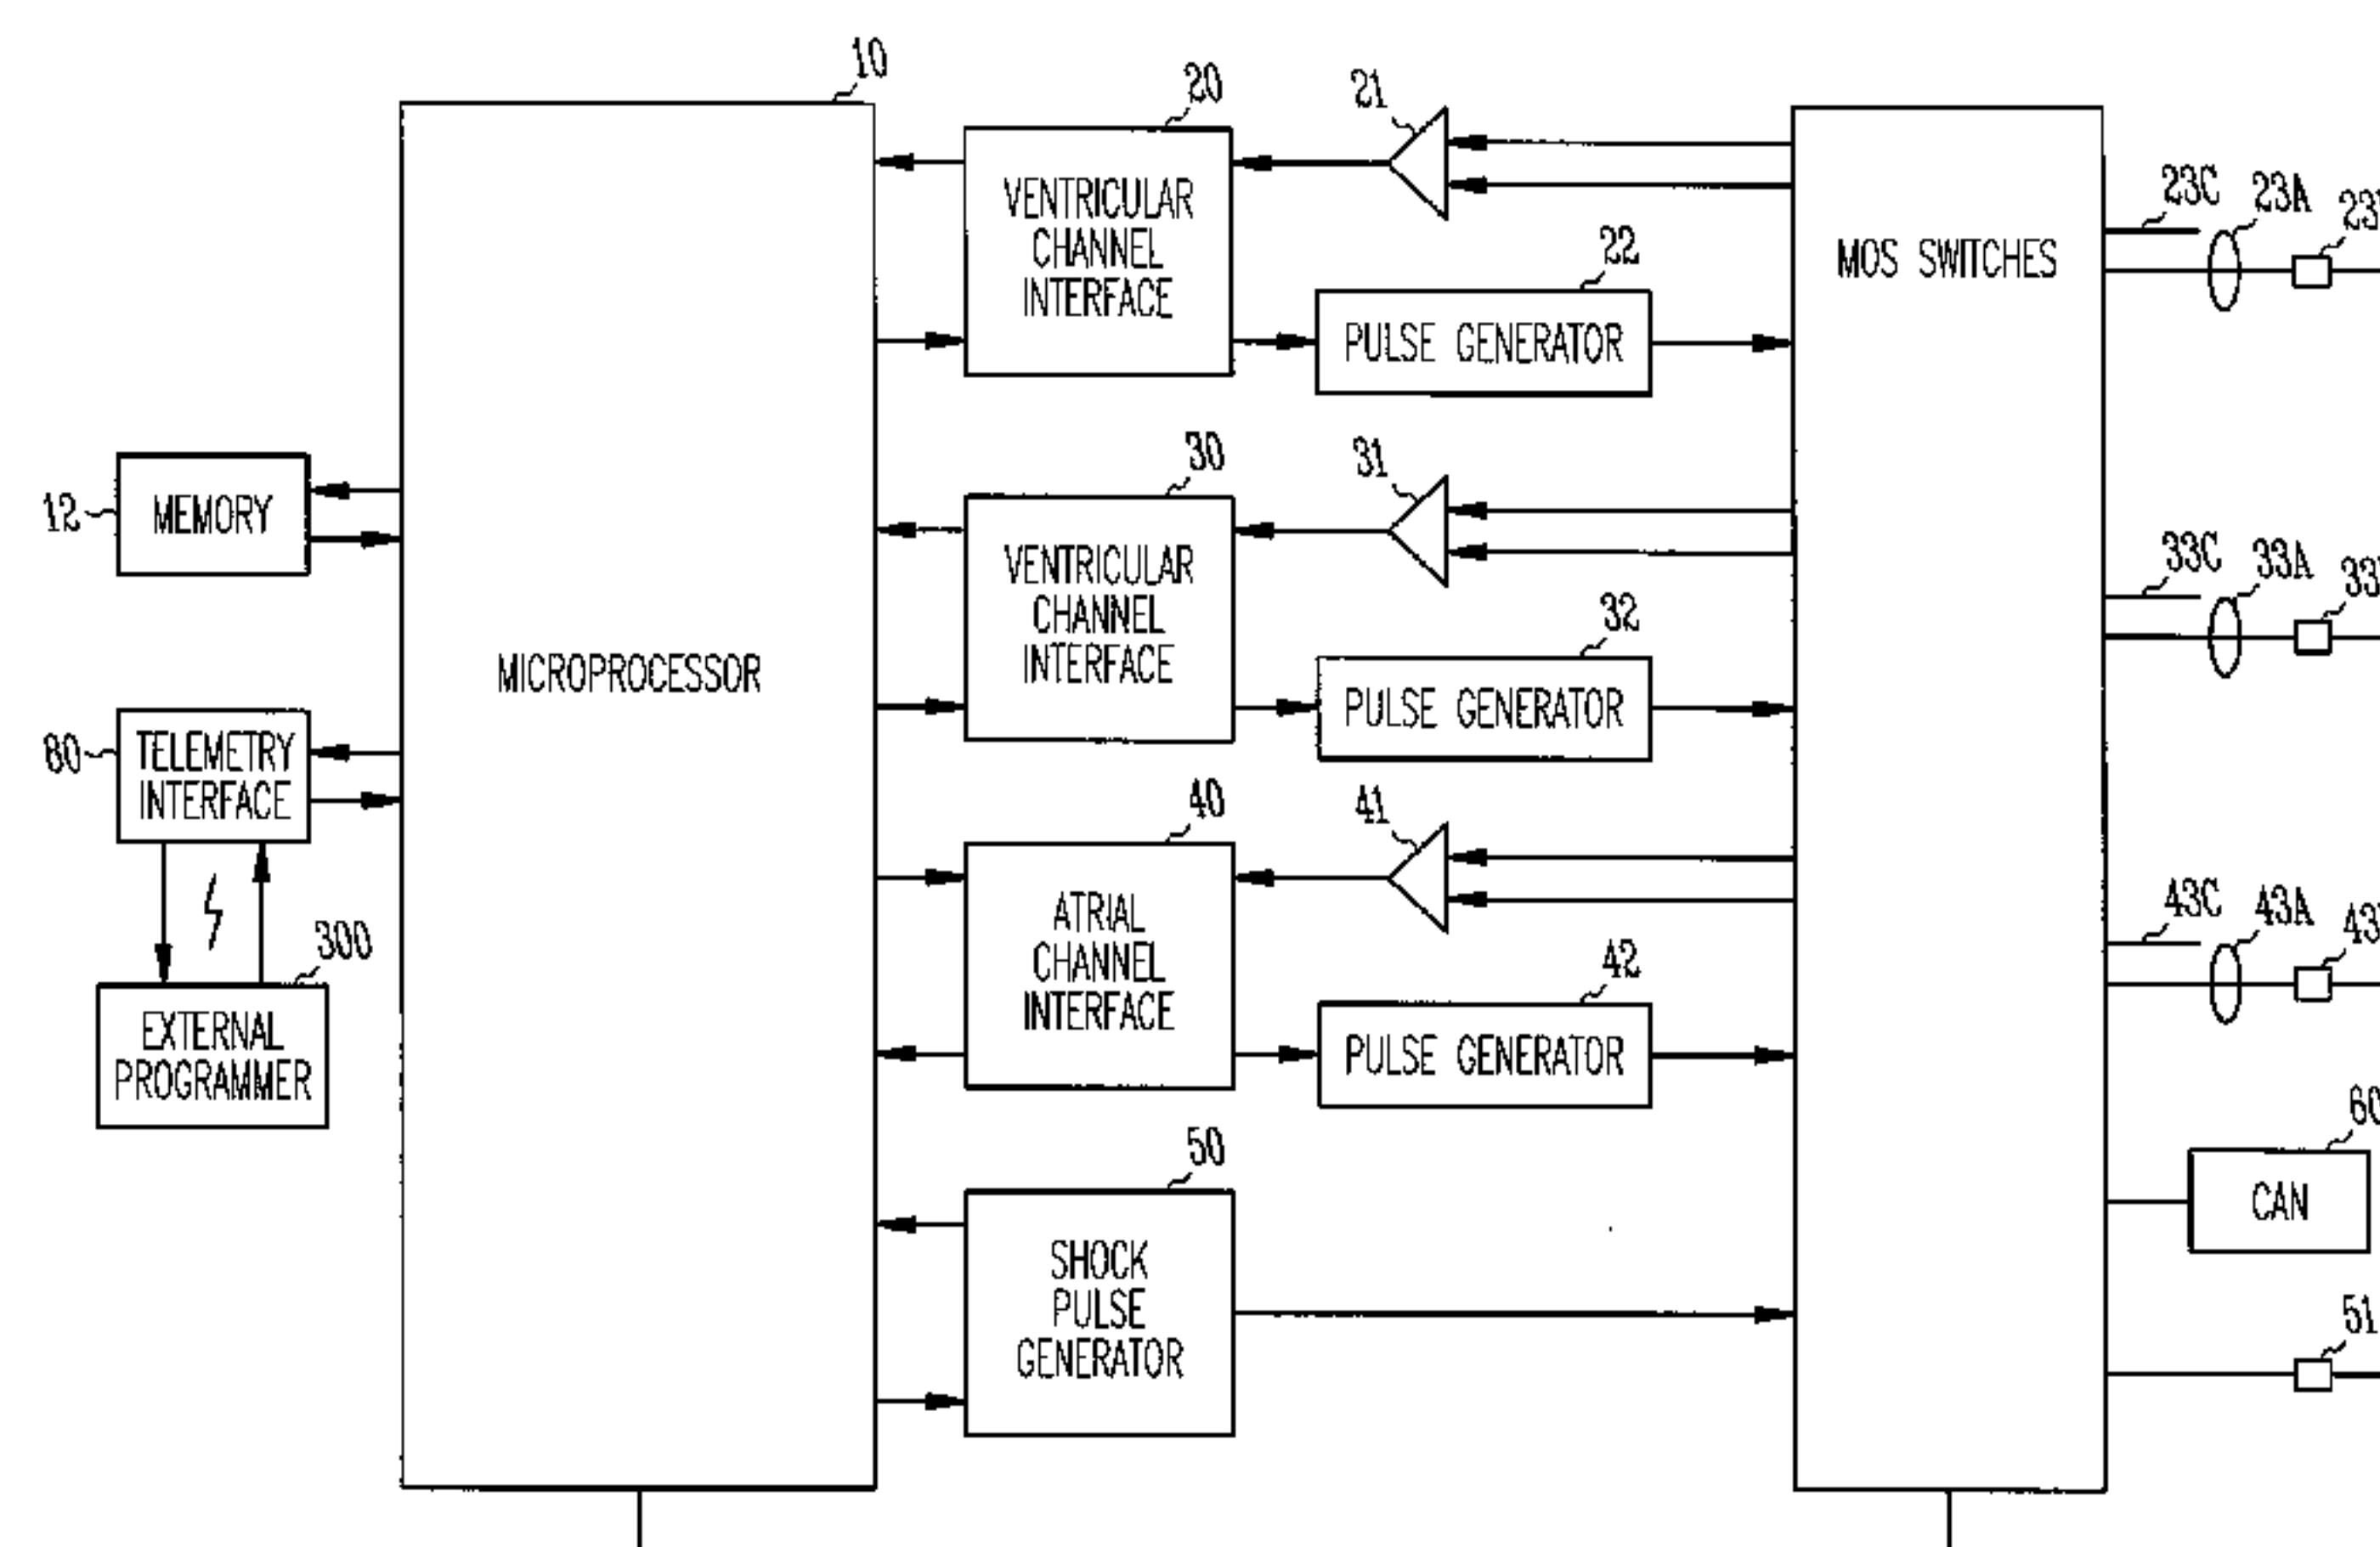 10
20
21
23C
23A
VENTRICULAR
CHANNEL
INTERFACE
22
MOS SWITCHES
PULSE GENERATOR
30
31
33C
33A
12
MEMORY
VENTRICULAR
CHANNEL
INTERFACE
32
MICROPROCESSOR
PULSE GENERATOR
80
TELEMETRY
INTERFACE
40
41
43C
43A
300
ATRIAL
CHANNEL
INTERFACE
42
EXTERNAL
PROGRAMMER
PULSE GENERATOR
50
CAN
SHOCK
PULSE
GENERATOR
51